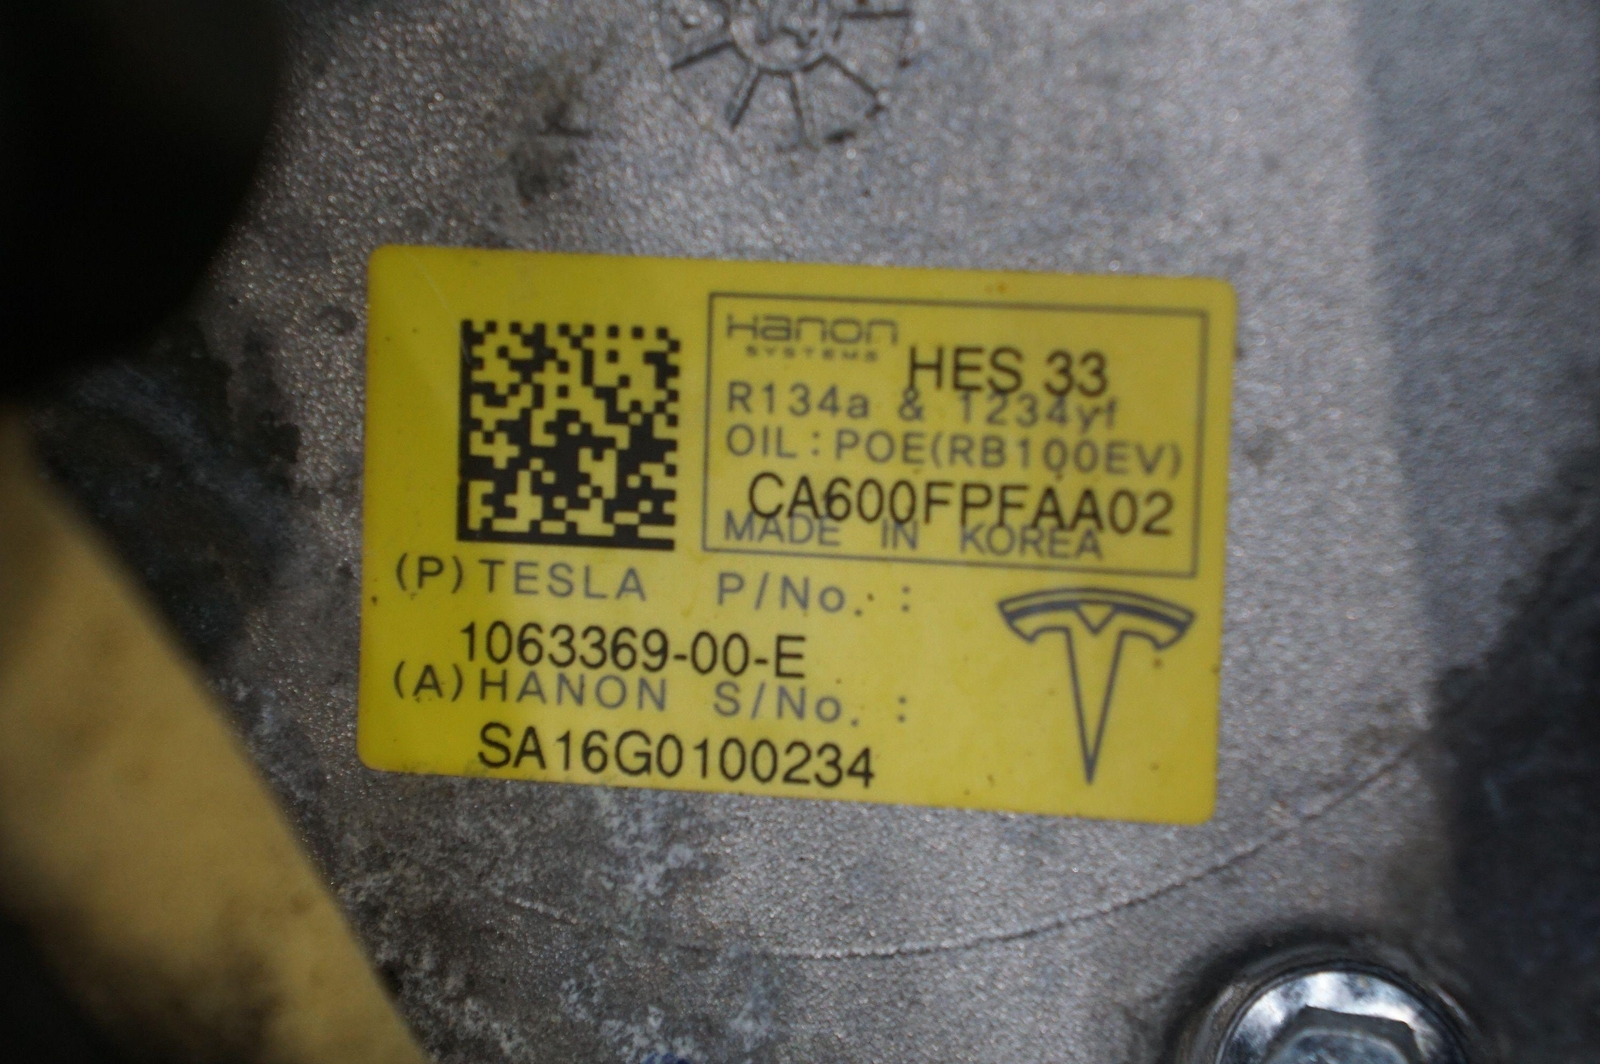 Hanon
SYSTEMS
HES 33
R134a & 1234yf
OIL : POE(RB100EV)
CA600FPFAA02
MADE IN KOREA
(P) TESLA P/No. :
1063369-00-E
(A) HANON S/No. :
SA16G0100234